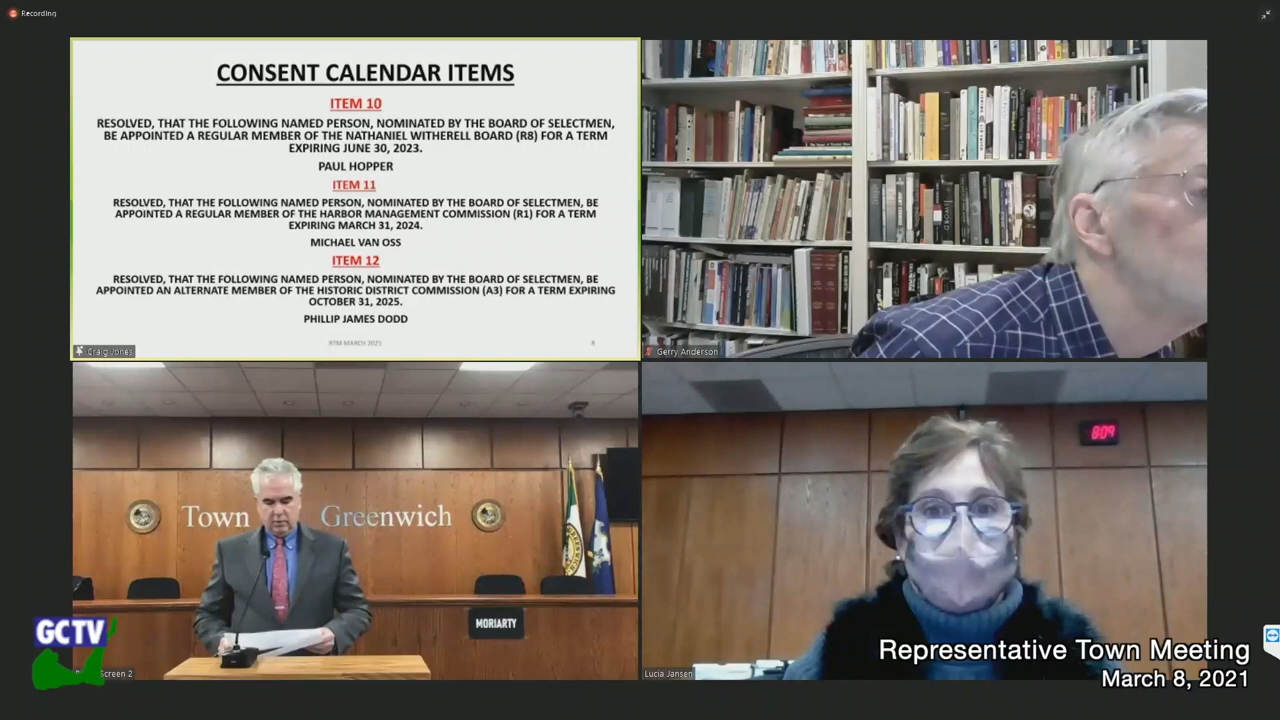 Recording
CONSENT CALENDAR ITEMS
ITEM 10
RESOLVED, THAT THE FOLLOWING NAMED PERSON, NOMINATED BY THE BOARD OF SELECTMEN,
BE APPOINTED A REGULAR MEMBER OF THE NATHANIEL WITHERELL BOARD (R8) FOR A TERM
EXPIRING JUNE 30, 2023.
PAUL HOPPER
ITEM 11
RESOLVED, THAT THE FOLLOWING NAMED PERSON, NOMINATED BY THE BOARD OF SELECTMEN, BE
APPOINTED A REGULAR MEMBER OF THE HARBOR MANAGEMENT COMMISSION (R1) FOR A TERM
EXPIRING MARCH 31, 2024.
MICHAEL VAN OSS
ITEM 12
RESOLVED, THAT THE FOLLOWING NAMED PERSON, NOMINATED BY THE BOARD OF SELECTMEN, BE
APPOINTED AN ALTERNATE MEMBER OF THE HISTORIC DISTRICT COMMISSION (A3) FOR A TERM EXPIRING
OCTOBER 31, 2025.
PHILLIP JAMES DODD
RTM MARCH 2021 8
Craig Jones
Gerry Anderson
8:09
Town Greenwich
MORIARTY
GCTV
Screen 2
Lucia Jansen
Representative Town Meeting
March 8, 2021